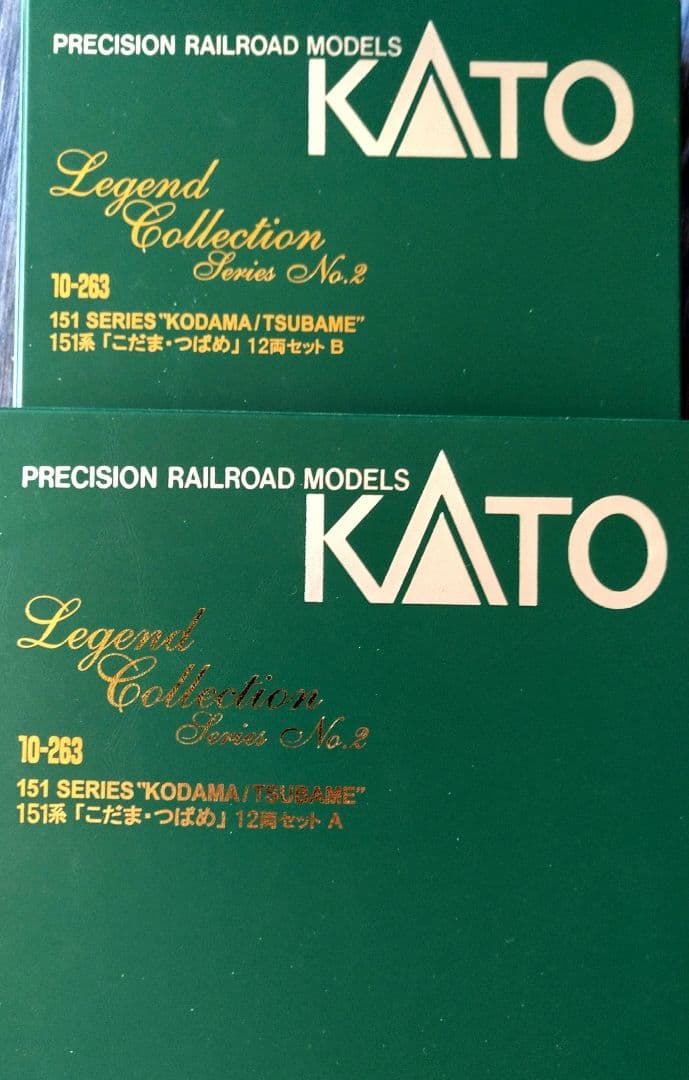 PRECISION RAILROAD MODELS
KATO
Legend
Collection
Series No.2
10-263
151 SERIES "KODAMA/TSUBAME"
151系「こだま・つばめ」12両セット B
PRECISION RAILROAD MODELS
KATO
Legend
Collection
Series No.2
10-263
151 SERIES "KODAMA/TSUBAME"
151系「こだま・つばめ」12両セット A